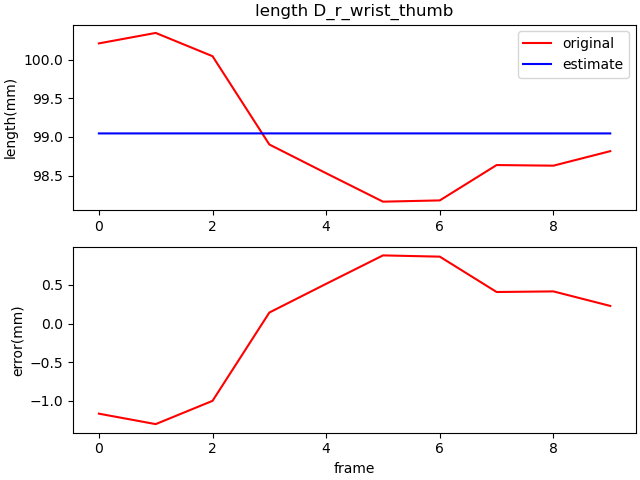 length D_r_wrist_thumb
original
estimate
length(mm)
100.0
99.5
99.0
98.5
0 2 4 6 8
error(mm)
0.5
0.0
−0.5
−1.0
0 2 4 6 8
frame